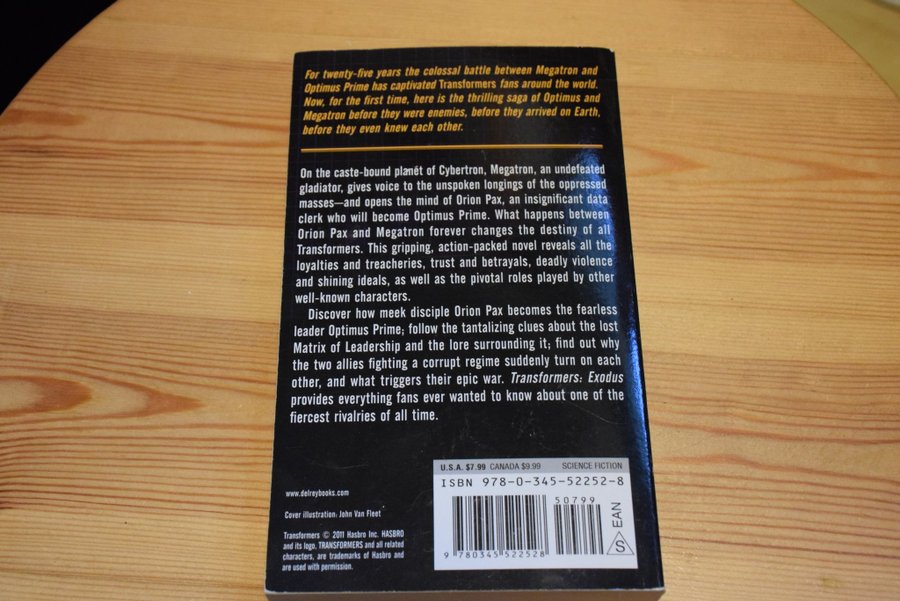 For twenty-five years the colossal battle between Megatron and
Optimus Prime has captivated Transformers fans around the world.
Now, for the first time, here is the thrilling saga of Optimus and
Megatron before they were enemies, before they arrived on Earth,
before they even knew each other.
On the caste-bound planet of Cybertron, Megatron, an undefeated
gladiator, gives voice to the unspoken longings of the oppressed
masses—and opens the mind of Orion Pax, an insignificant data
clerk who will become Optimus Prime. What happens between
Orion Pax and Megatron forever changes the destiny of all
Transformers. This gripping, action-packed novel reveals all the
loyalties and treacheries, trust and betrayals, deadly violence
and shining ideals, as well as the pivotal roles played by other
well-known characters.
Discover how meek disciple Orion Pax becomes the fearless
leader Optimus Prime; follow the tantalizing clues about the lost
Matrix of Leadership and the lore surrounding it; find out why
the two allies fighting a corrupt regime suddenly turn on each
other, and what triggers their epic war. Transformers: Exodus
provides everything fans ever wanted to know about one of the
fiercest rivalries of all time.
www.delreybooks.com
Cover illustration: John Van Fleet
Transformers © 2011 Hasbro Inc. HASBRO
and its logo, TRANSFORMERS and all related
characters, are trademarks of Hasbro and
are used with permission.
U.S.A. $7.99 CANADA $9.99 SCIENCE FICTION
ISBN 978-0-345-52252-8
50799
9 780345 522528
EAN
S